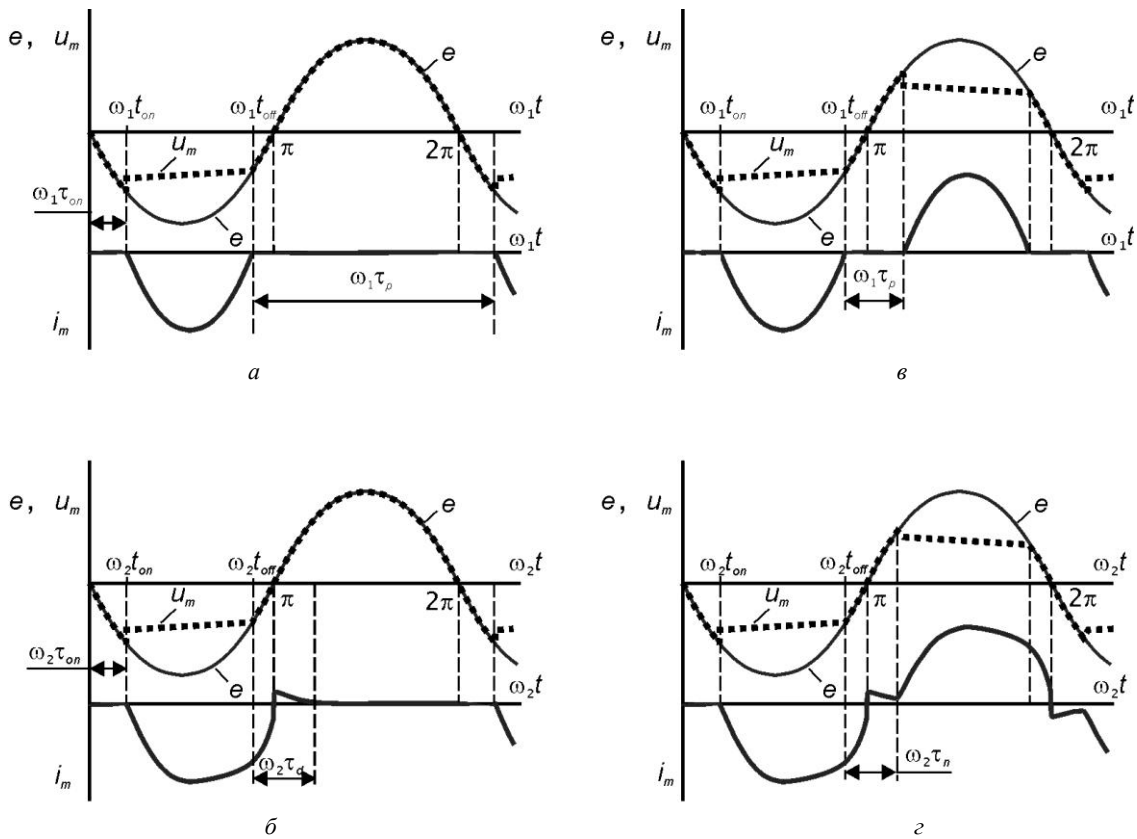 e, u_m
e
ω₁t_on
ω₁t_off
ω₁t
u_m
π
2π
ω₁τ_on
e
ω₁t
ω₁τ_p
i_m
а
e, u_m
e
ω₁t_on
ω₁t_off
ω₁t
u_m
π
2π
e
ω₁t
ω₁τ_p
i_m
в
e, u_m
e
ω₂t_on
ω₂t_off
ω₂t
u_m
π
2π
ω₂τ_on
e
ω₂t
ω₂τ_d
i_m
б
e, u_m
e
ω₂t_on
ω₂t_off
ω₂t
u_m
π
2π
e
ω₂t
ω₂τ_n
i_m
г